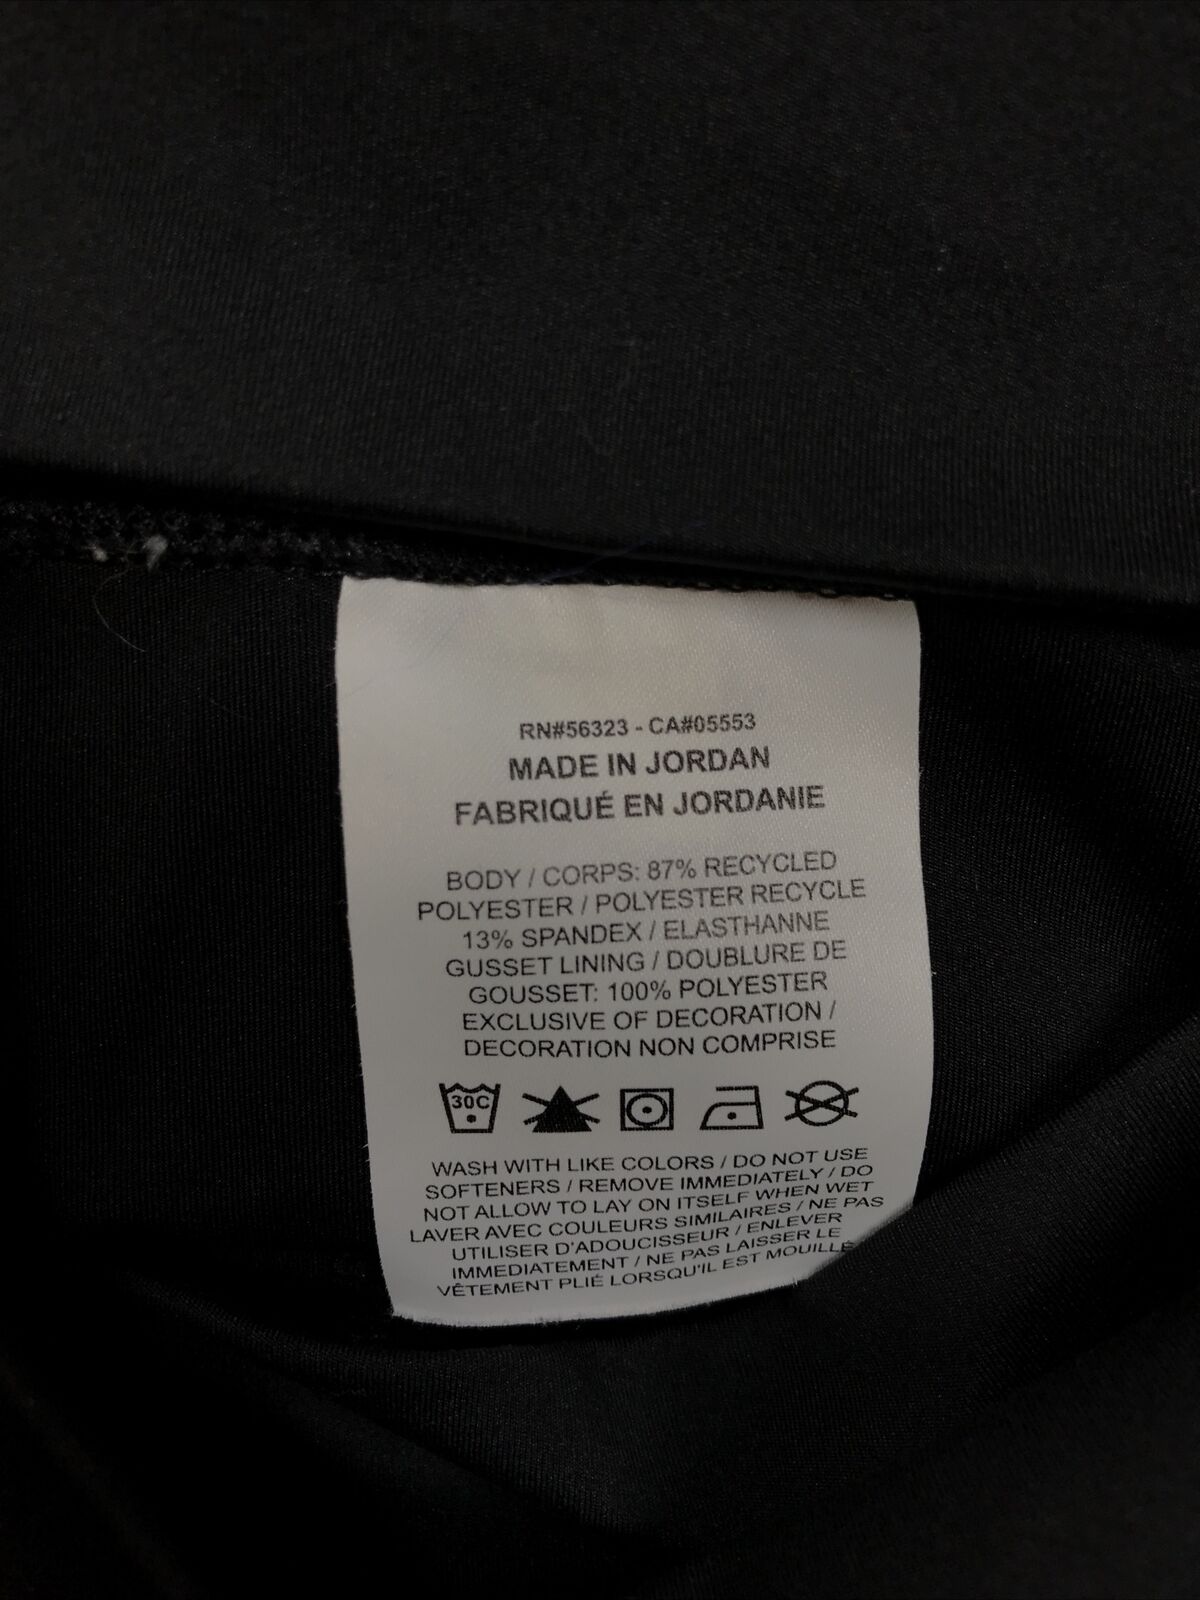 RN#56323 - CA#05553
MADE IN JORDAN
FABRIQUÉ EN JORDANIE
BODY / CORPS: 87% RECYCLED
POLYESTER / POLYESTER RECYCLE
13% SPANDEX / ELASTHANNE
GUSSET LINING / DOUBLURE DE
GOUSSET: 100% POLYESTER
EXCLUSIVE OF DECORATION /
DECORATION NON COMPRISE
30C
WASH WITH LIKE COLORS / DO NOT USE
SOFTENERS / REMOVE IMMEDIATELY / DO
NOT ALLOW TO LAY ON ITSELF WHEN WET
LAVER AVEC COULEURS SIMILAIRES / NE PAS
UTILISER D'ADOUCISSEUR / ENLEVER
IMMEDIATEMENT / NE PAS LAISSER LE
VÊTEMENT PLIÉ LORSQU'IL EST MOUILLÉ